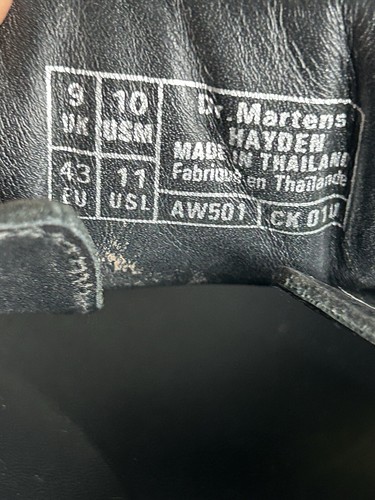 9 UK
10 USM
43 EU
11 USL
Dr. Martens
HAYDEN
MADE IN THAILAND
Fabriqué en Thaïlande
AW501
CK 01U